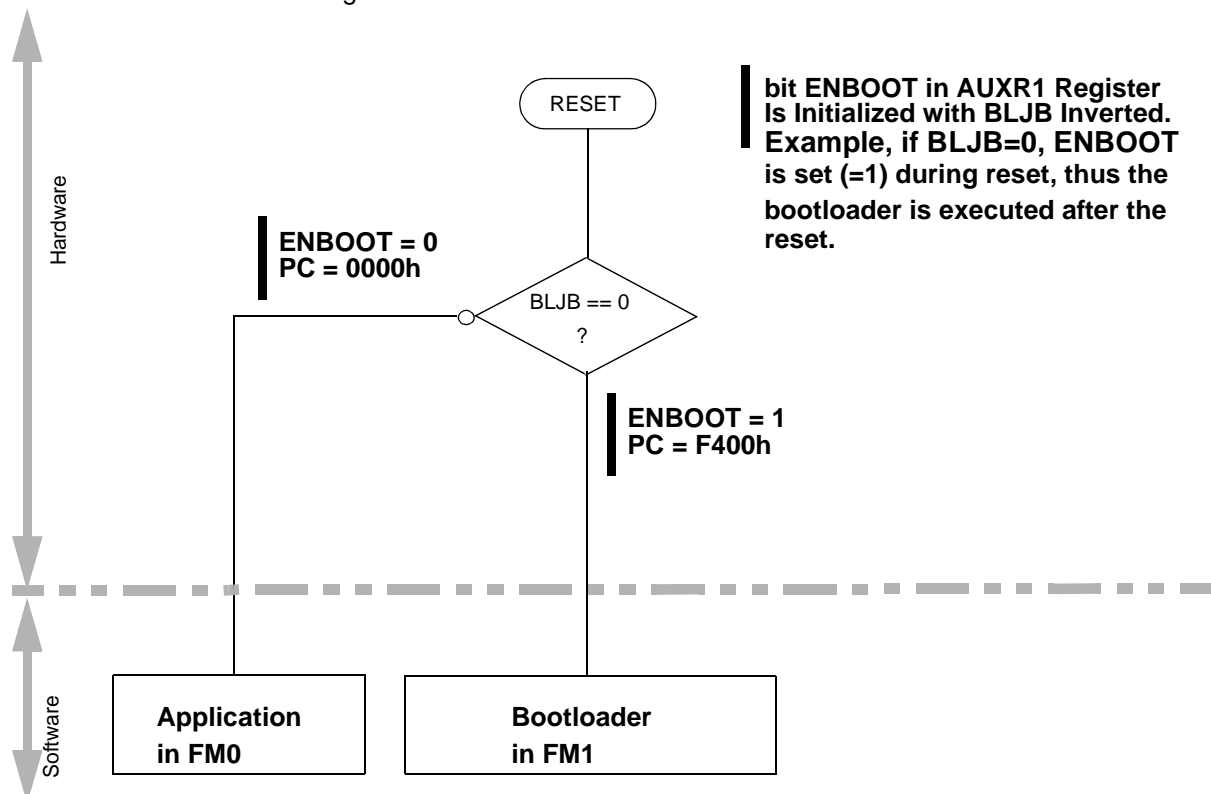 RESET
bit ENBOOT in AUXR1 Register
Is Initialized with BLJB Inverted.
Example, if BLJB=0, ENBOOT
is set (=1) during reset, thus the
bootloader is executed after the
reset.
Hardware
ENBOOT = 0
PC = 0000h
BLJB == 0
?
ENBOOT = 1
PC = F400h
Software
Application
in FM0
Bootloader
in FM1